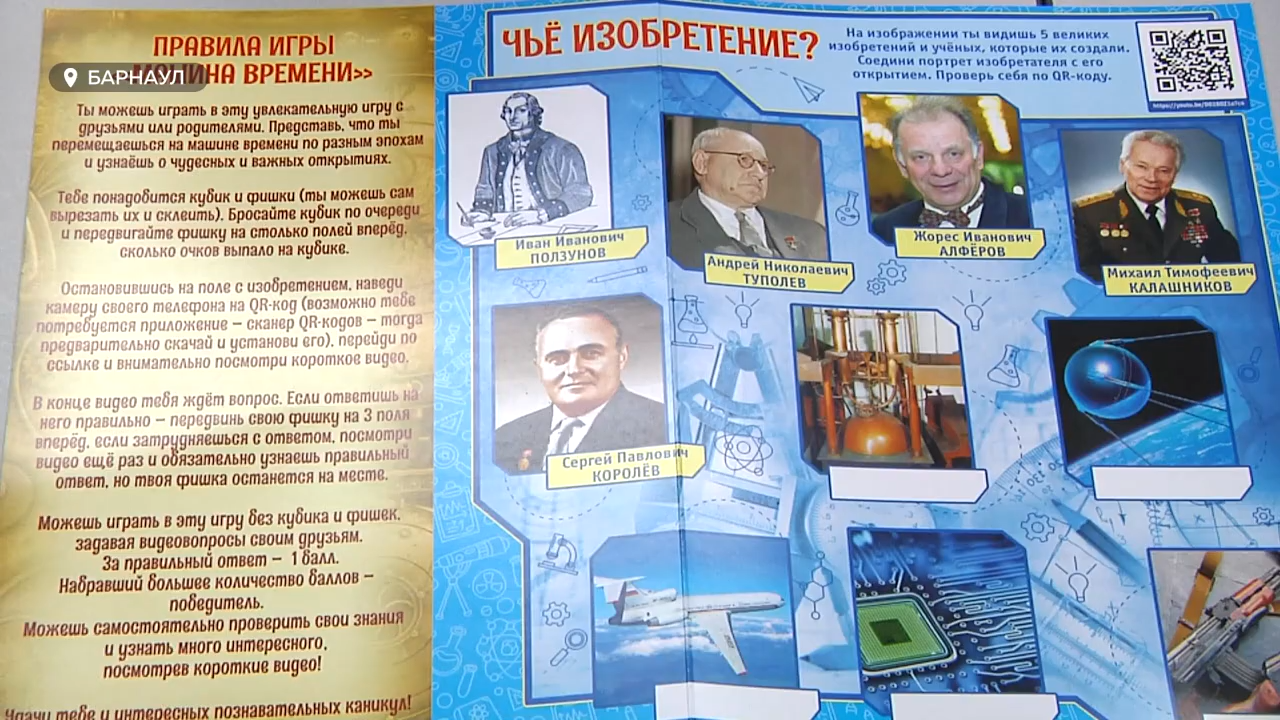 ПРАВИЛА ИГРЫ
ВРЕМЕНИ>>
БАРНАУЛ
Ты можешь играть в эту увлекательную игру с
друзьями или родителями. Представь, что ты
перемещаешься на машине времени по разным эпохам
и узнаёшь о чудесных и важных открытиях.
Тебе понадобится кубик и фишки (ты можешь сам
вырезать их и склеить). Бросайте кубик по очереди
и передвигайте фишку на столько полей вперёд,
сколько очков выпало на кубике.
Остановившись на поле с изобретением, наведи
камеру своего телефона на QR-код (возможно тебе
потребуется приложение – сканер QR-кодов – тогда
предварительно скачай и установи его), перейди по
ссылке и внимательно посмотри короткое видео.
В конце видео тебя ждёт вопрос. Если ответишь на
него правильно – передвинь свою фишку на 3 поля
вперёд, если затрудняешься с ответом, посмотри
видео ещё раз и обязательно узнаешь правильный
ответ, но твоя фишка останется на месте.
Можешь играть в эту игру без кубика и фишек,
задавая видеовопросы своим друзьям.
За правильный ответ – 1 балл.
Набравший большее количество баллов –
победитель.
Можешь самостоятельно проверить свои знания
и узнать много интересного,
посмотрев короткие видео!
Удачи тебе и интересных познавательных каникул!
ЧЬЁ ИЗОБРЕТЕНИЕ?
На изображении ты видишь 5 великих
изобретений и учёных, которые их создали.
Соедини портрет изобретателя с его
открытием. Проверь себя по QR-коду.
Иван Иванович
ПОЛЗУНОВ
Андрей Николаевич
ТУПОЛЕВ
Жорес Иванович
АЛФЁРОВ
Михаил Тимофеевич
КАЛАШНИКОВ
Сергей Павлович
КОРОЛЁВ